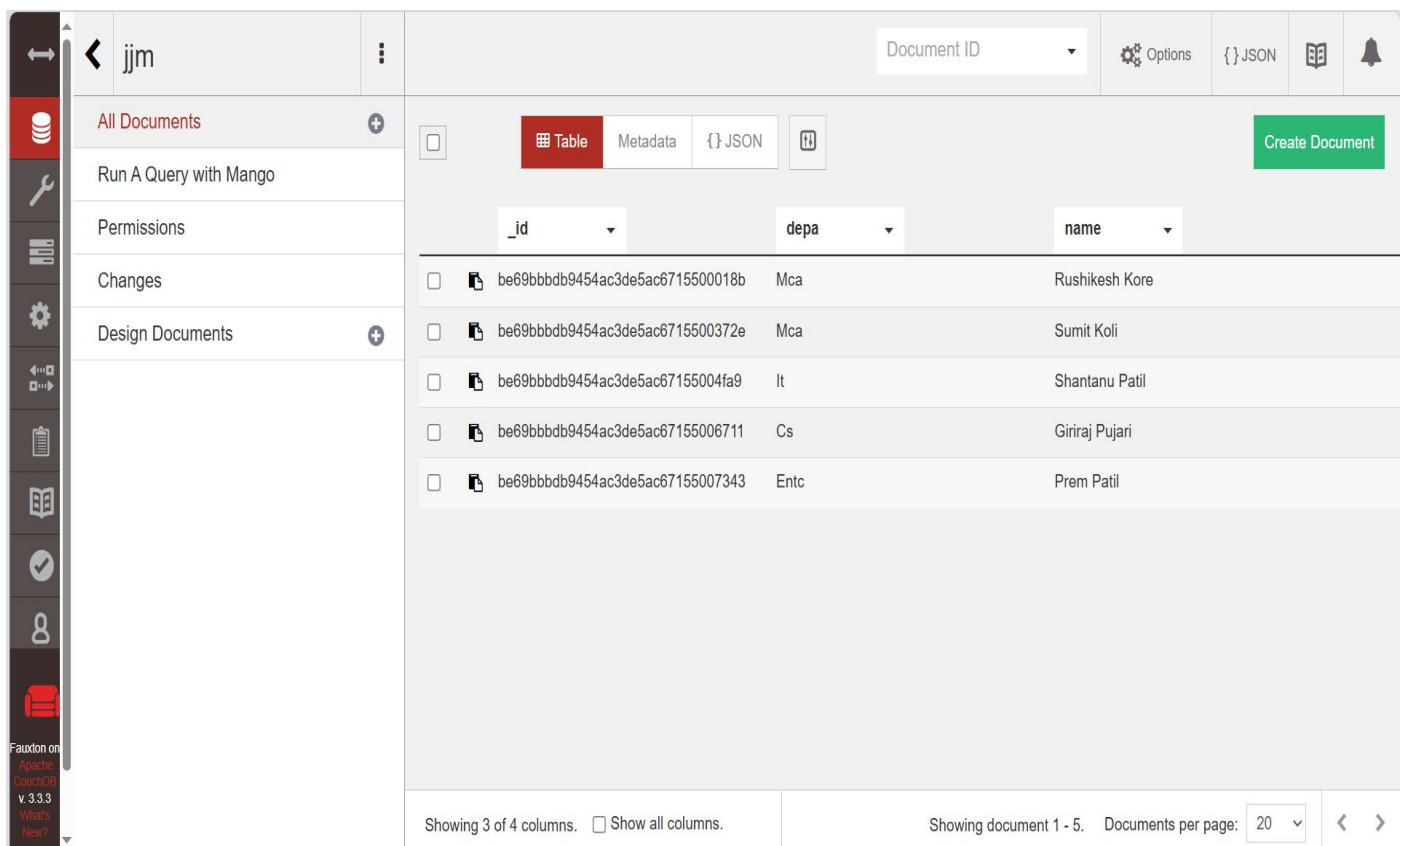 jjm
Document ID
Options
{ } JSON
All Documents
Run A Query with Mango
Permissions
Changes
Design Documents
Table
Metadata
{ } JSON
Create Document
_id depa name
be69bbbdb9454ac3de5ac6715500018b Mca Rushikesh Kore
be69bbbdb9454ac3de5ac6715500372e Mca Sumit Koli
be69bbbdb9454ac3de5ac67155004fa9 It Shantanu Patil
be69bbbdb9454ac3de5ac67155006711 Cs Giriraj Pujari
be69bbbdb9454ac3de5ac67155007343 Entc Prem Patil
Fauxton on
Apache
CouchDB
v. 3.3.3
What's
New?
Showing 3 of 4 columns. Show all columns.
Showing document 1 - 5. Documents per page: 20